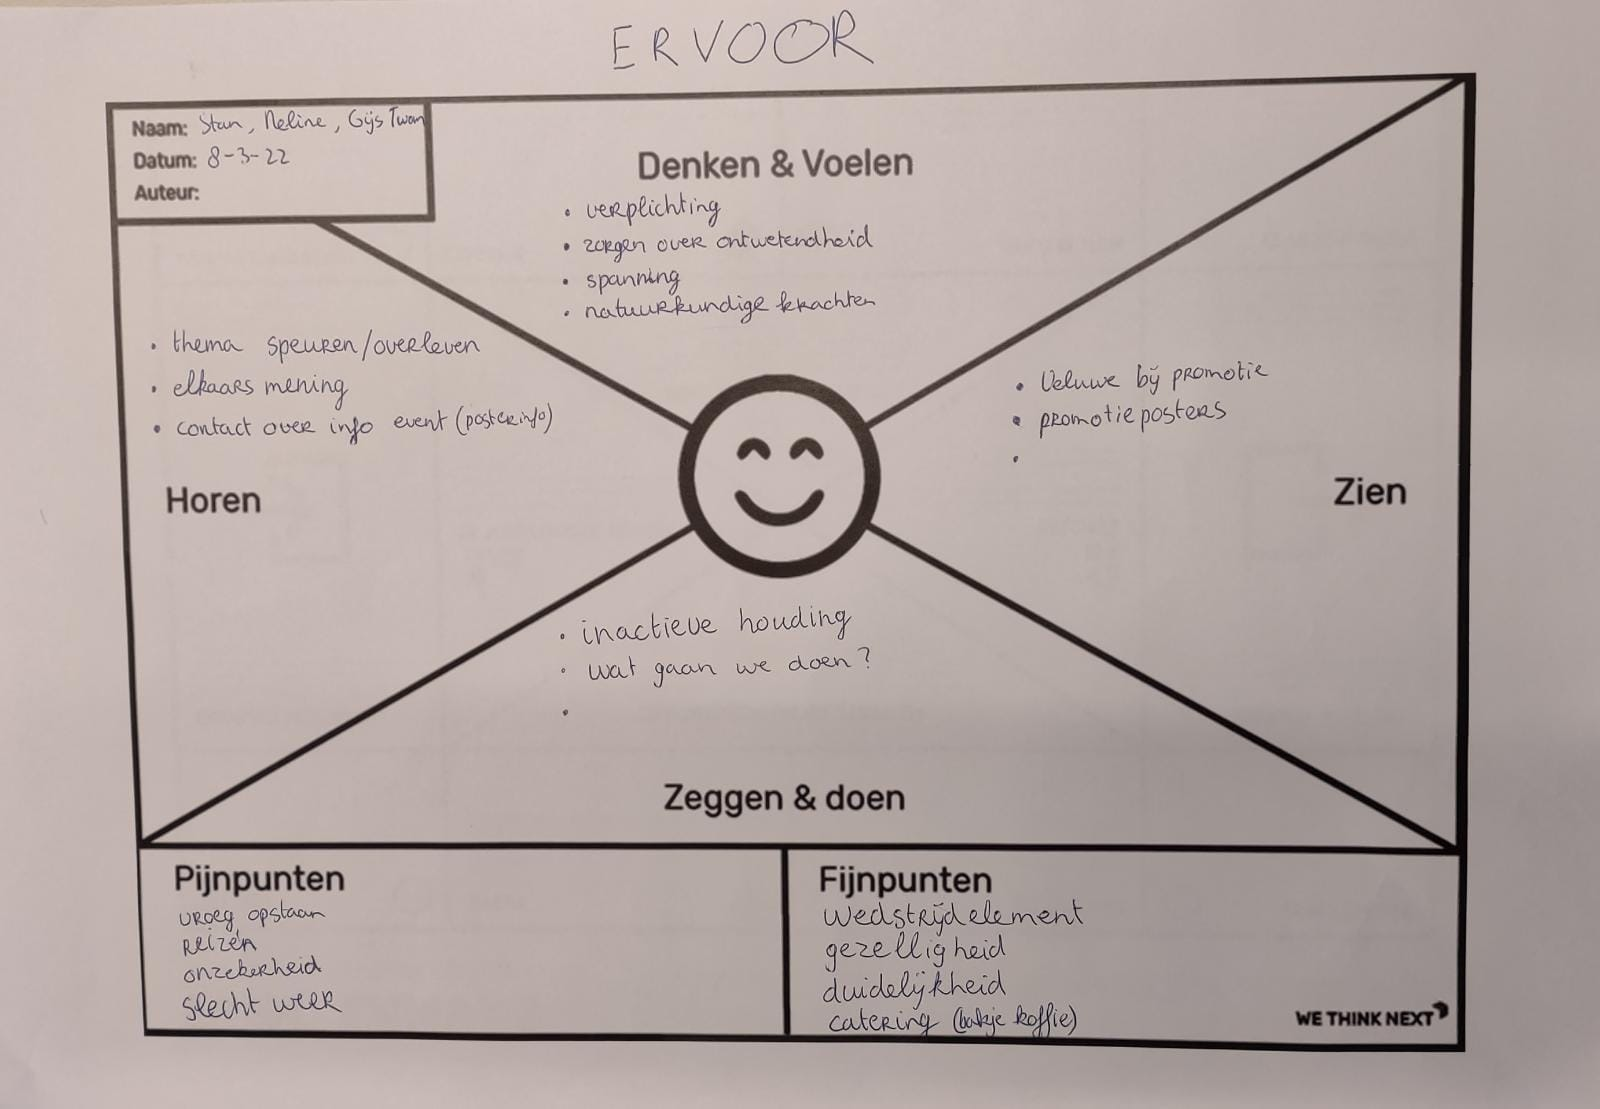 ERVOOR
Naam: Stan, Meline, Gijs Twan
Datum: 8-3-22
Auteur:
Denken & Voelen
• verplichting
• zorgen over ontwetendheid
• spanning
• natuurkundige krachten
• thema speuren/overleven
• elkaars mening
• contact over info event (posterinfo)
Horen
• Veluwe bij promotie
• promotieposters
•
Zien
• inactieve houding
• wat gaan we doen?
•
Zeggen & doen
Pijnpunten
vroeg opstaan
reizen
onzekerheid
slecht weer
Fijnpunten
wedstrijdelement
gezelligheid
duidelijkheid
catering (bakje koffie)
WE THINK NEXT